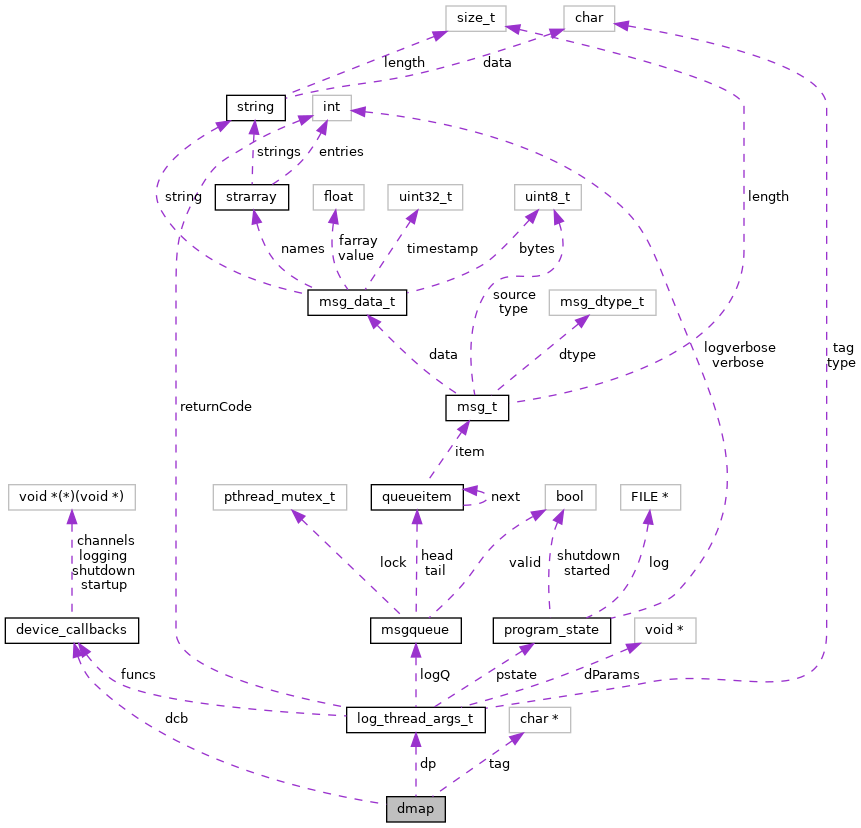 size_t
char
length
data
string
int
strings
entries
strarray
float
uint32_t
uint8_t
string
length
names
farray
value
timestamp
bytes
msg_data_t
source
type
msg_dtype_t
data
dtype
logverbose
verbose
tag
type
returnCode
msg_t
item
void *(*)(void *)
pthread_mutex_t
queueitem
next
bool
FILE *
channels
logging
shutdown
startup
lock
head
tail
valid
shutdown
started
log
device_callbacks
msgqueue
program_state
void *
funcs
logQ
pstate
dParams
log_thread_args_t
char *
dcb
dp
tag
dmap